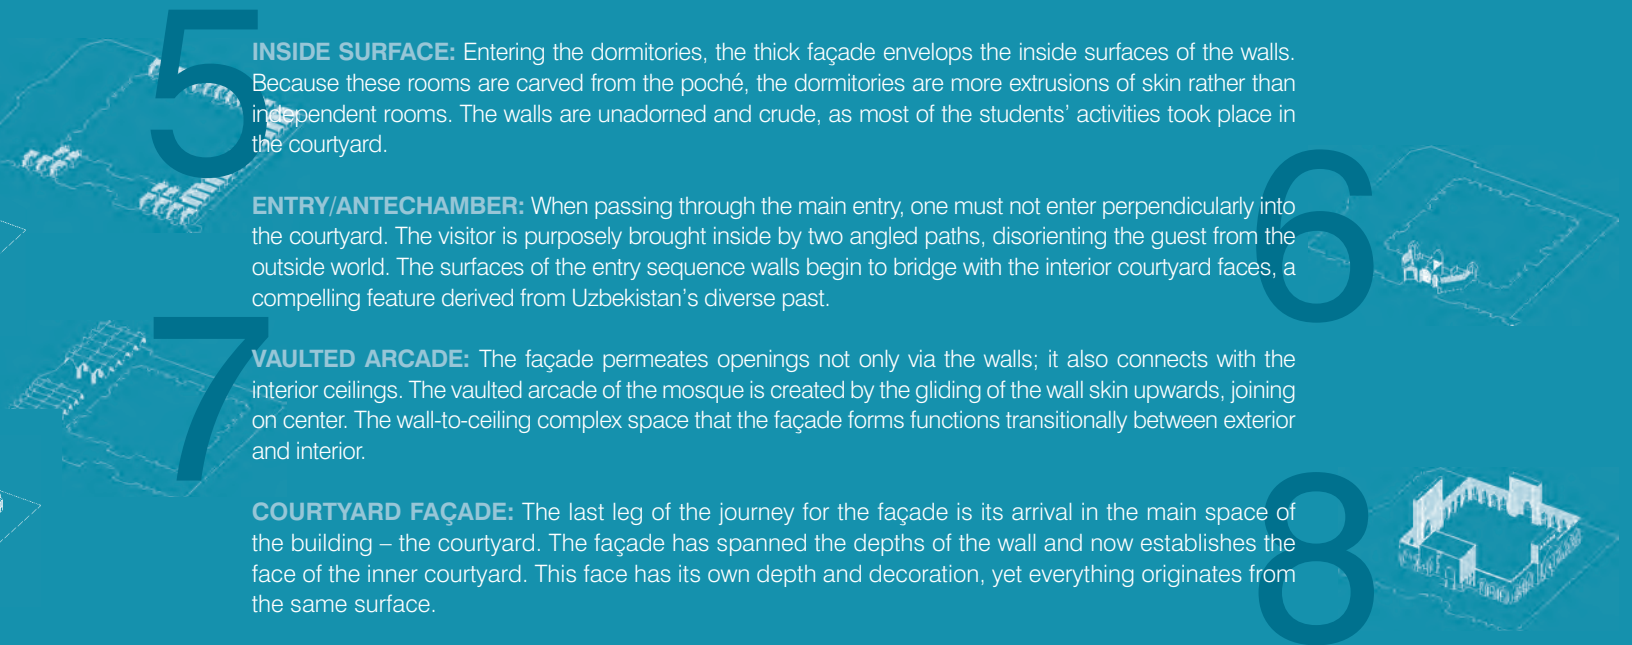 5
INSIDE SURFACE: Entering the dormitories, the thick façade envelops the inside surfaces of the walls.
Because these rooms are carved from the poché, the dormitories are more extrusions of skin rather than
independent rooms. The walls are unadorned and crude, as most of the students’ activities took place in
the courtyard.
6
ENTRY/ANTECHAMBER: When passing through the main entry, one must not enter perpendicularly into
the courtyard. The visitor is purposely brought inside by two angled paths, disorienting the guest from the
outside world. The surfaces of the entry sequence walls begin to bridge with the interior courtyard faces, a
compelling feature derived from Uzbekistan’s diverse past.
7
VAULTED ARCADE: The façade permeates openings not only via the walls; it also connects with the
interior ceilings. The vaulted arcade of the mosque is created by the gliding of the wall skin upwards, joining
on center. The wall-to-ceiling complex space that the façade forms functions transitionally between exterior
and interior.
8
COURTYARD FAÇADE: The last leg of the journey for the façade is its arrival in the main space of
the building – the courtyard. The façade has spanned the depths of the wall and now establishes the
face of the inner courtyard. This face has its own depth and decoration, yet everything originates from
the same surface.